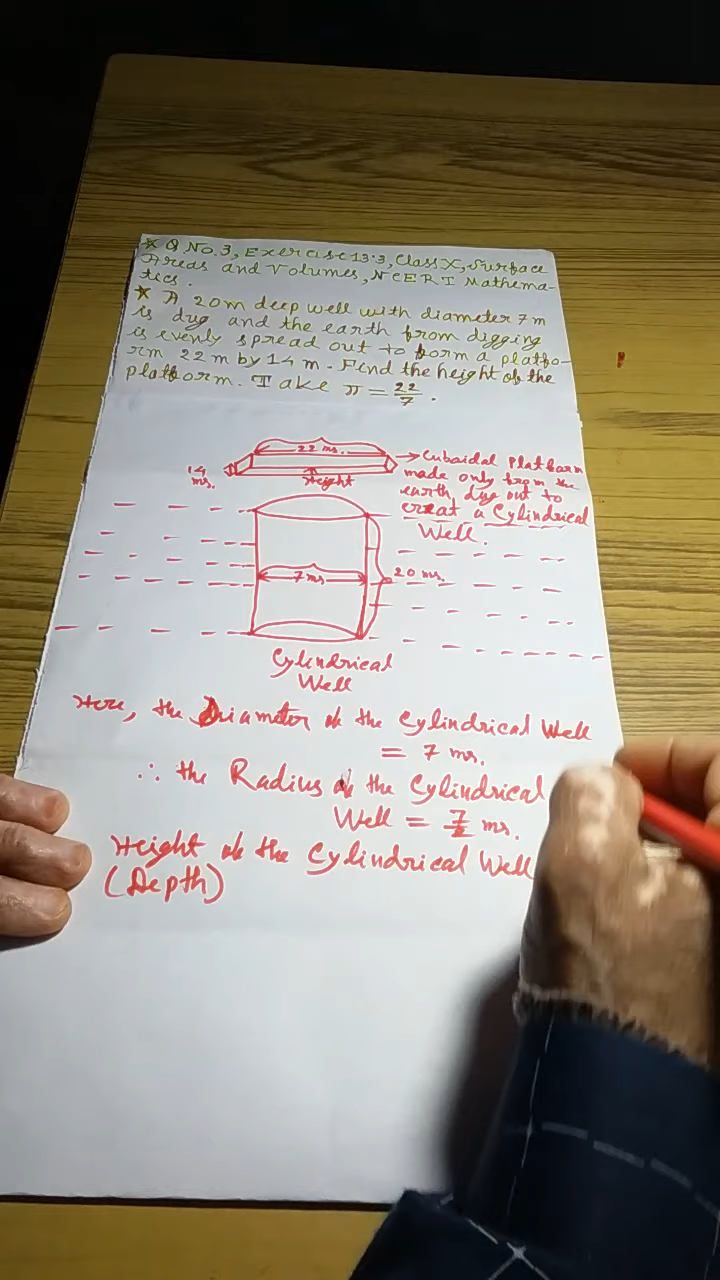 * Q No.3, Exercise 13.3, Class X, Surface
Areas and Volumes, NCERT Mathema-
tics.
* A 20m deep well with diameter 7m
is dug and the earth from digging
is evenly spread out to form a platfo-
rm 22 m by 14 m. Find the height of the
platform. Take π = 22/7.
22 ms.
14
ms.
Height
→ Cuboidal Platform
made only from the
earth dug out to
creat a Cylindrical
Well.
7 ms
20 ms.
Cylindrical
Well
Here, the Diameter of the Cylindrical Well
= 7 ms.
∴ the Radius of the Cylindrical
Well = 7/2 ms.
Height of the Cylindrical Well
(Depth)